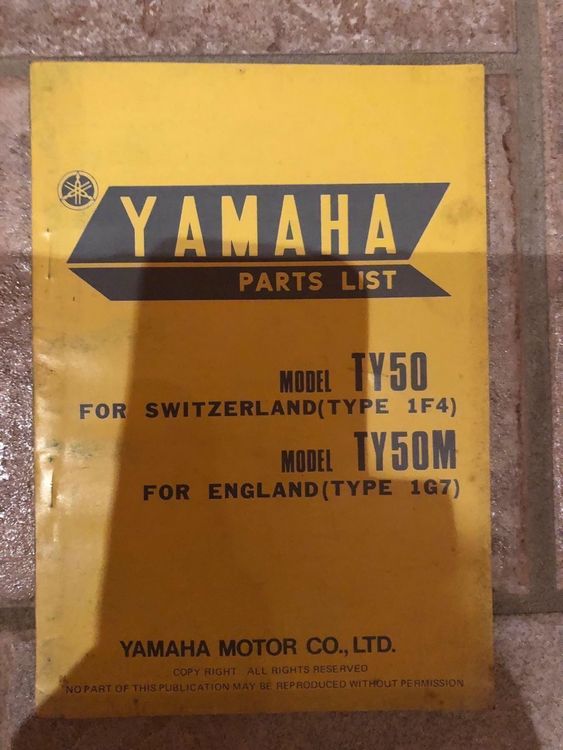 YAMAHA
PARTS LIST
MODEL TY50
FOR SWITZERLAND(TYPE 1F4)
MODEL TY50M
FOR ENGLAND(TYPE 1G7)
YAMAHA MOTOR CO., LTD.
COPY RIGHT ALL RIGHTS RESERVED
NO PART OF THIS PUBLICATION MAY BE REPRODUCED WITHOUT PERMISSION